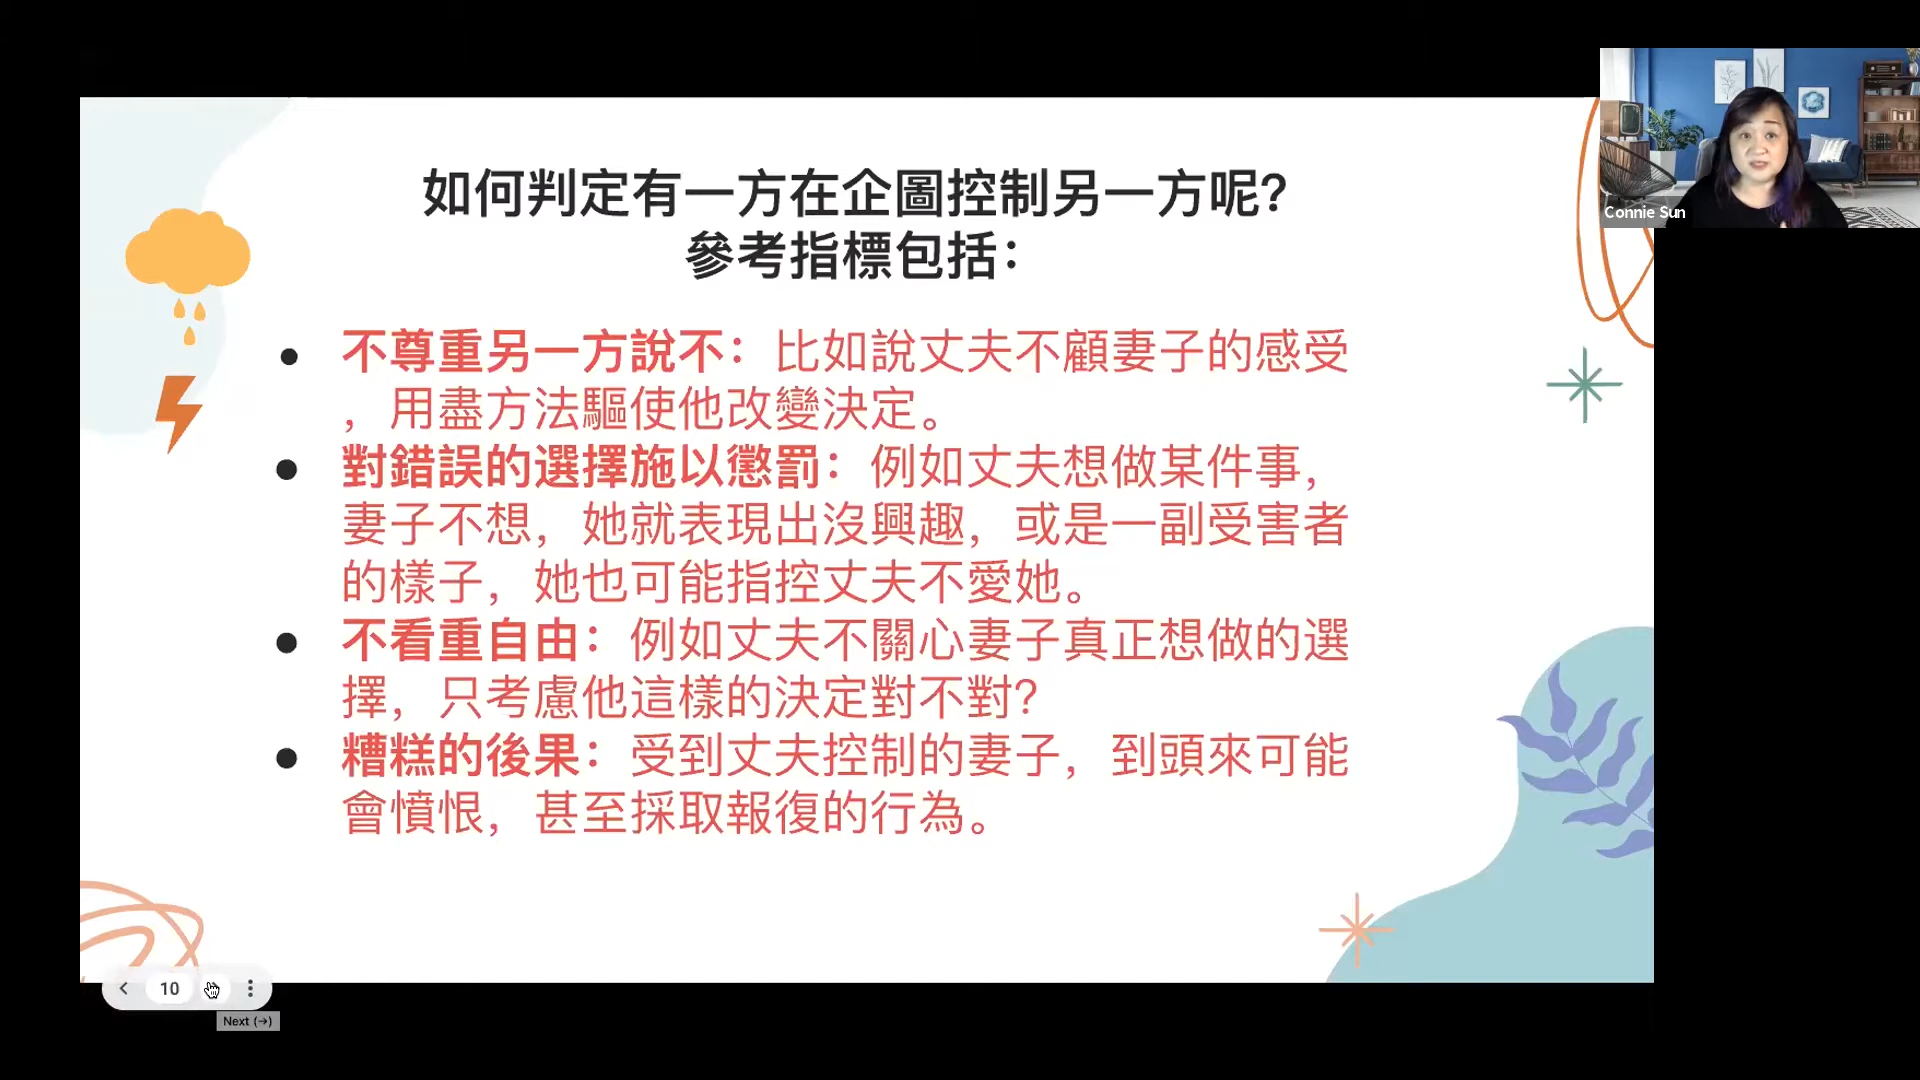 如何判定有一方在企圖控制另一方呢?
參考指標包括：
● 不尊重另一方說不：比如說丈夫不顧妻子的感受
，用盡方法驅使他改變決定。
● 對錯誤的選擇施以懲罰：例如丈夫想做某件事，
妻子不想，她就表現出沒興趣，或是一副受害者
的樣子，她也可能指控丈夫不愛她。
● 不看重自由：例如丈夫不關心妻子真正想做的選
擇，只考慮他這樣的決定對不對?
● 糟糕的後果：受到丈夫控制的妻子，到頭來可能
會憤恨，甚至採取報復的行為。
Connie Sun
10
Next (→)